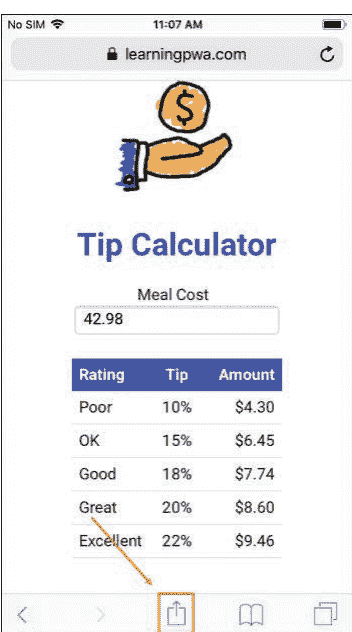 No SIM 11:07 AM
learningpwa.com
$
Tip Calculator
Meal Cost
42.98
Rating Tip Amount
Poor 10% $4.30
OK 15% $6.45
Good 18% $7.74
Great 20% $8.60
Excellent 22% $9.46